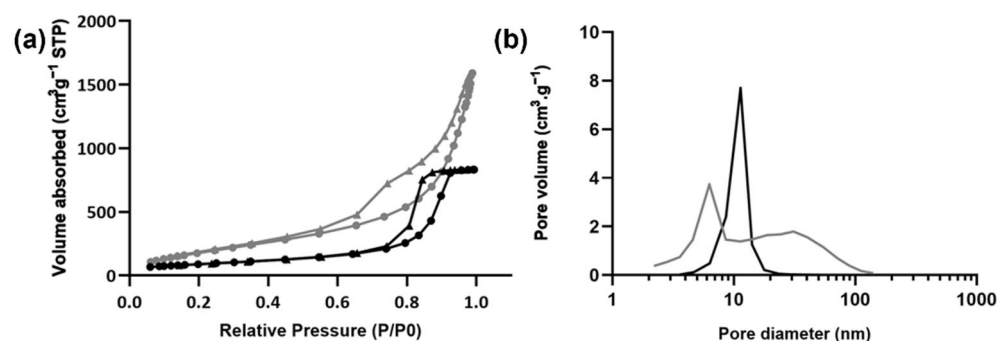 (a)
Volume absorbed (cm³g⁻¹ STP)
2000
1500
1000
500
0
0.0 0.2 0.4 0.6 0.8 1.0
Relative Pressure (P/P0)
(b)
Pore volume (cm³.g⁻¹)
10
8
6
4
2
0
1 10 100 1000
Pore diameter (nm)